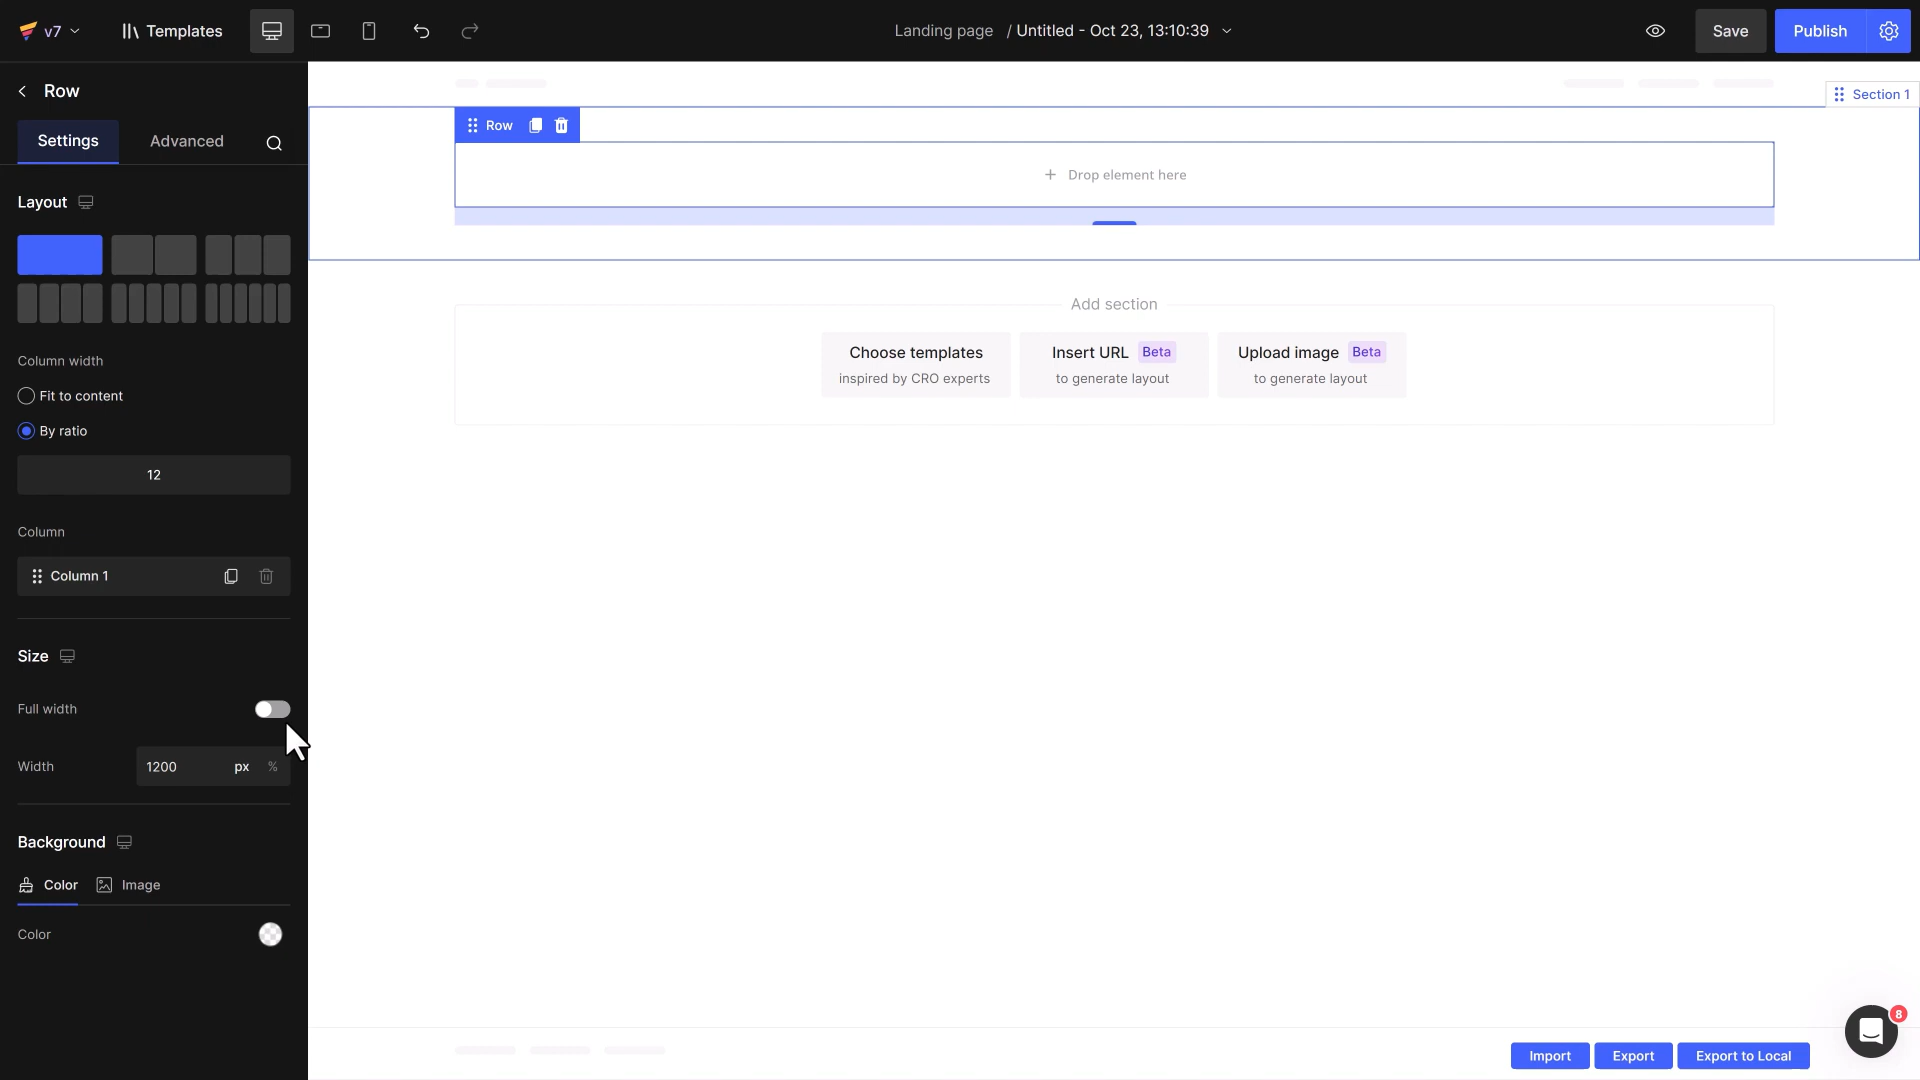 v7
Templates
Landing page / Untitled - Oct 23, 13:10:39
Save
Publish
Row
Settings
Advanced
Section 1
Row
Drop element here
Layout
Add section
Choose templates
inspired by CRO experts
Insert URL Beta
to generate layout
Upload image Beta
to generate layout
Column width
Fit to content
By ratio
12
Column
Column 1
Size
Full width
Width
1200 px %
Background
Color
Image
Color
8
Import
Export
Export to Local